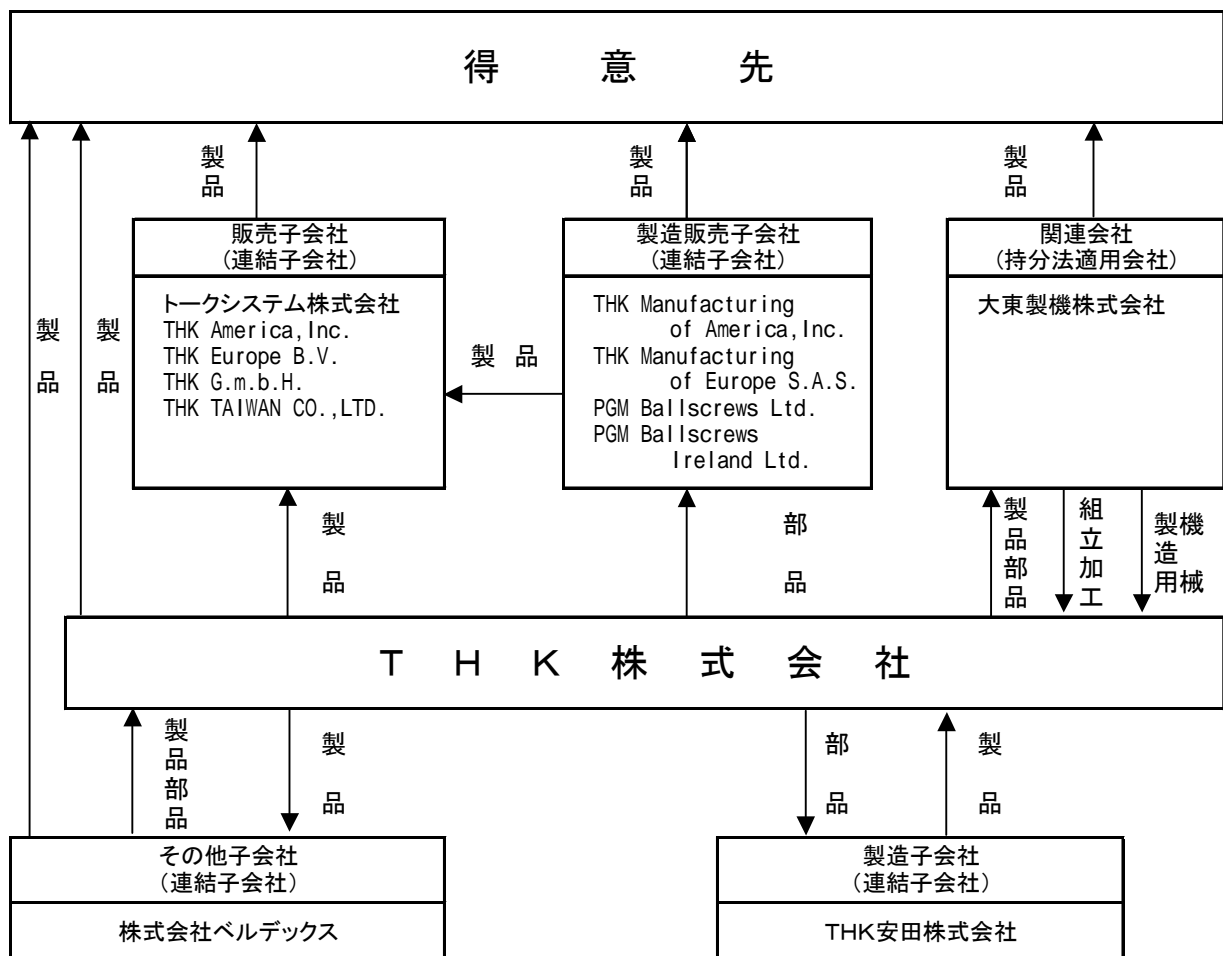 得意先
製品
製品
製品
製品
製品
販売子会社
(連結子会社)
トークシステム株式会社
THK America,Inc.
THK Europe B.V.
THK G.m.b.H.
THK TAIWAN CO.,LTD.
製品
製造販売子会社
(連結子会社)
THK Manufacturing
of America,Inc.
THK Manufacturing
of Europe S.A.S.
PGM Ballscrews Ltd.
PGM Ballscrews
Ireland Ltd.
関連会社
(持分法適用会社)
大東製機株式会社
製品
部品
製品部品
組立加工
製造用
機械
THK株式会社
製品部品
製品
部品
製品
その他子会社
(連結子会社)
株式会社ベルデックス
製造子会社
(連結子会社)
THK安田株式会社